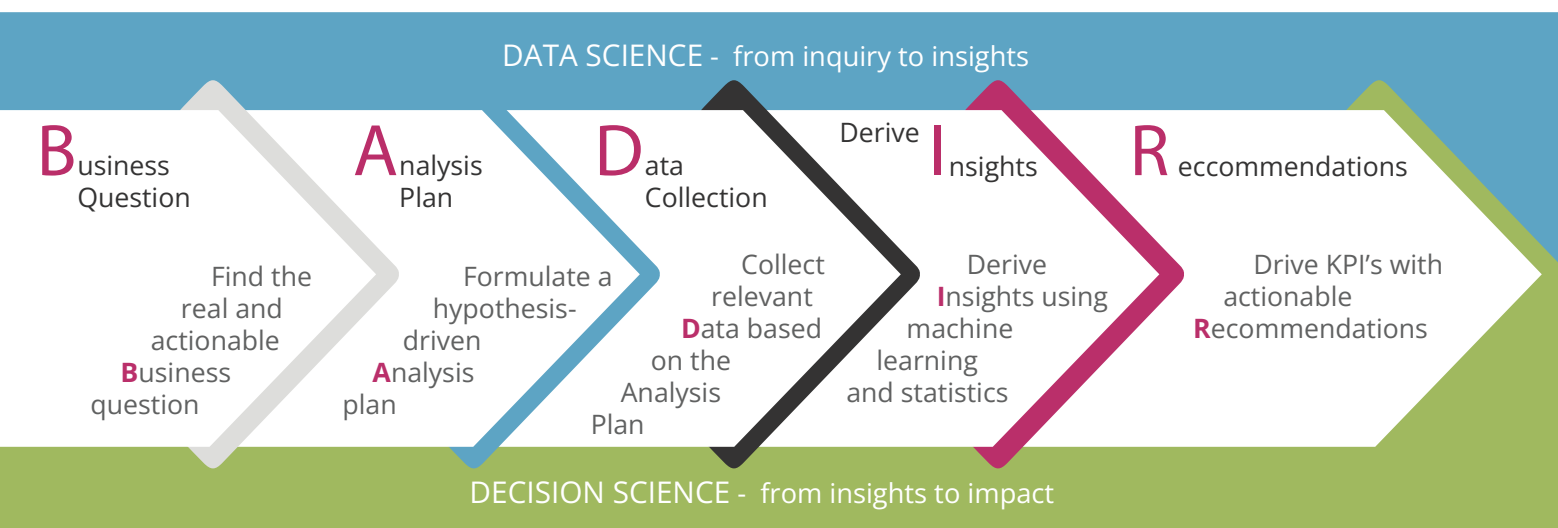 DATA SCIENCE - from inquiry to insights
Business
Question
Find the
real and
actionable
Business
question
Analysis
Plan
Formulate a
hypothesis-
driven
Analysis
plan
Data
Collection
Collect
relevant
Data based
on the
Analysis
Plan
Derive Insights
Derive
Insights using
machine
learning
and statistics
Reccommendations
Drive KPI’s with
actionable
Recommendations
DECISION SCIENCE - from insights to impact